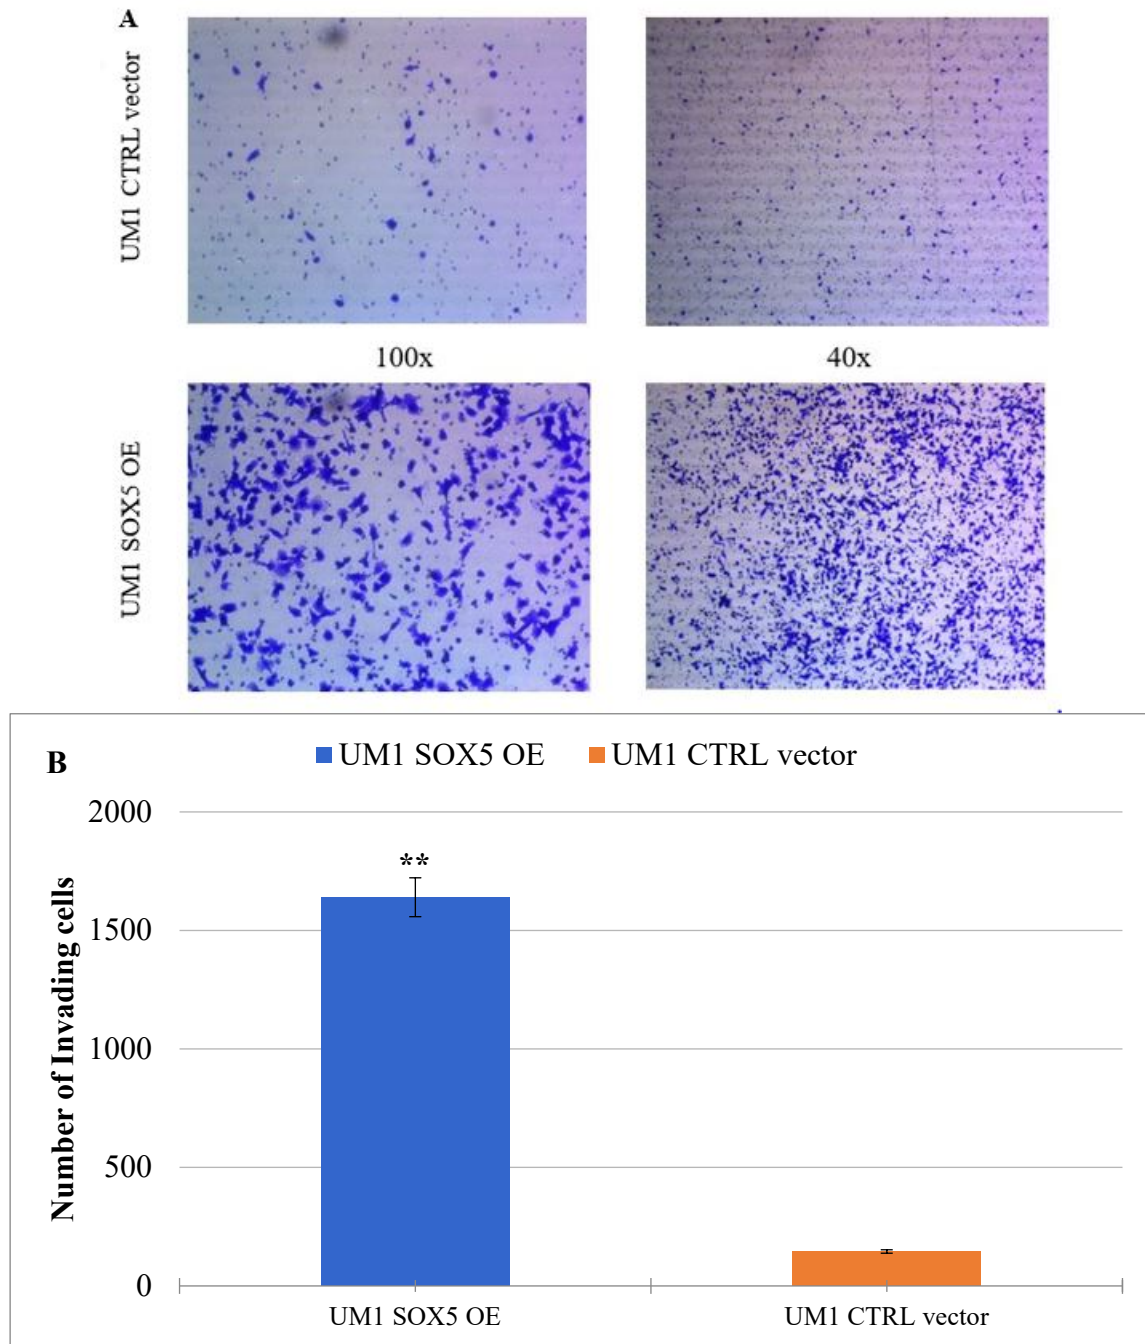 A
UM1 CTRL vector
100x
40x
UM1 SOX5 OE
B
UM1 SOX5 OE
UM1 CTRL vector
Number of Invading cells
2000
**
1500
1000
500
0
UM1 SOX5 OE
UM1 CTRL vector